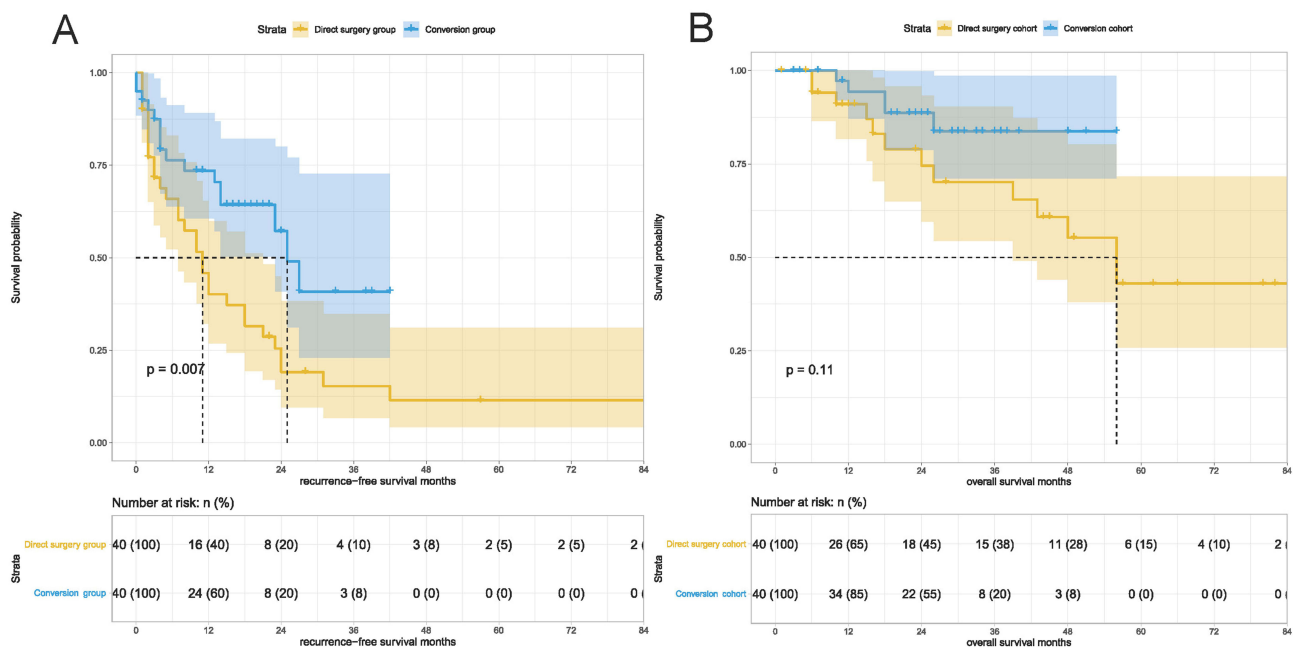 A
Strata Direct surgery group Conversion group
Survival probability
1.00
0.75
0.50
0.25
0.00
p = 0.007
0 12 24 36 48 60 72 84
recurrence-free survival months
Number at risk: n (%)
Strata
Direct surgery group 40 (100) 16 (40) 8 (20) 4 (10) 3 (8) 2 (5) 2 (5) 2 (
Conversion group 40 (100) 24 (60) 8 (20) 3 (8) 0 (0) 0 (0) 0 (0) 0 (
0 12 24 36 48 60 72 84
recurrence-free survival months
B
Strata Direct surgery cohort Conversion cohort
Survival probability
1.00
0.75
0.50
0.25
0.00
p = 0.11
0 12 24 36 48 60 72 84
overall survival months
Number at risk: n (%)
Strata
Direct surgery cohort 40 (100) 26 (65) 18 (45) 15 (38) 11 (28) 6 (15) 4 (10) 2 (
Conversion cohort 40 (100) 34 (85) 22 (55) 8 (20) 3 (8) 0 (0) 0 (0) 0 (
0 12 24 36 48 60 72 84
overall survival months